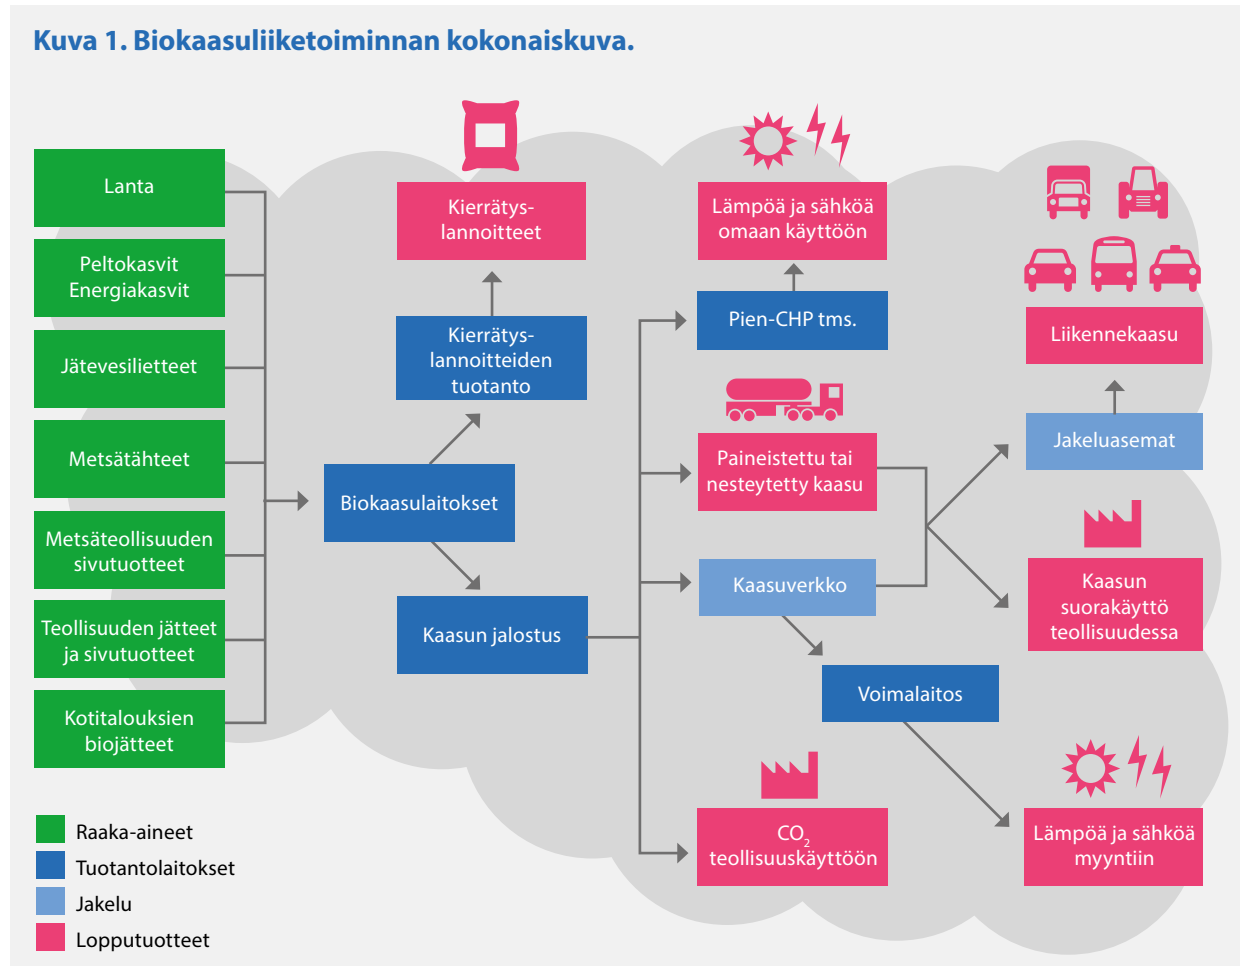 Kuva 1. Biokaasuliiketoiminnan kokonaiskuva.
Lanta
Peltokasvit
Energiakasvit
Jätevesilietteet
Metsätähteet
Metsäteollisuuden
sivutuotteet
Teollisuuden jätteet
ja sivutuotteet
Kotitalouksien
biojätteet
Biokaasulaitokset
Kierrätys-
lannoitteet
Kierrätys-
lannoitteiden
tuotanto
Kaasun jalostus
Lämpöä ja sähköä
omaan käyttöön
Pien-CHP tms.
Paineistettu tai
nesteytetty kaasu
Kaasuverkko
Voimalaitos
CO₂
teollisuuskäyttöön
Liikennekaasu
Jakeluasemat
Kaasun
suorakäyttö
teollisuudessa
Lämpöä ja sähköä
myyntiin
Raaka-aineet
Tuotantolaitokset
Jakelu
Lopputuotteet